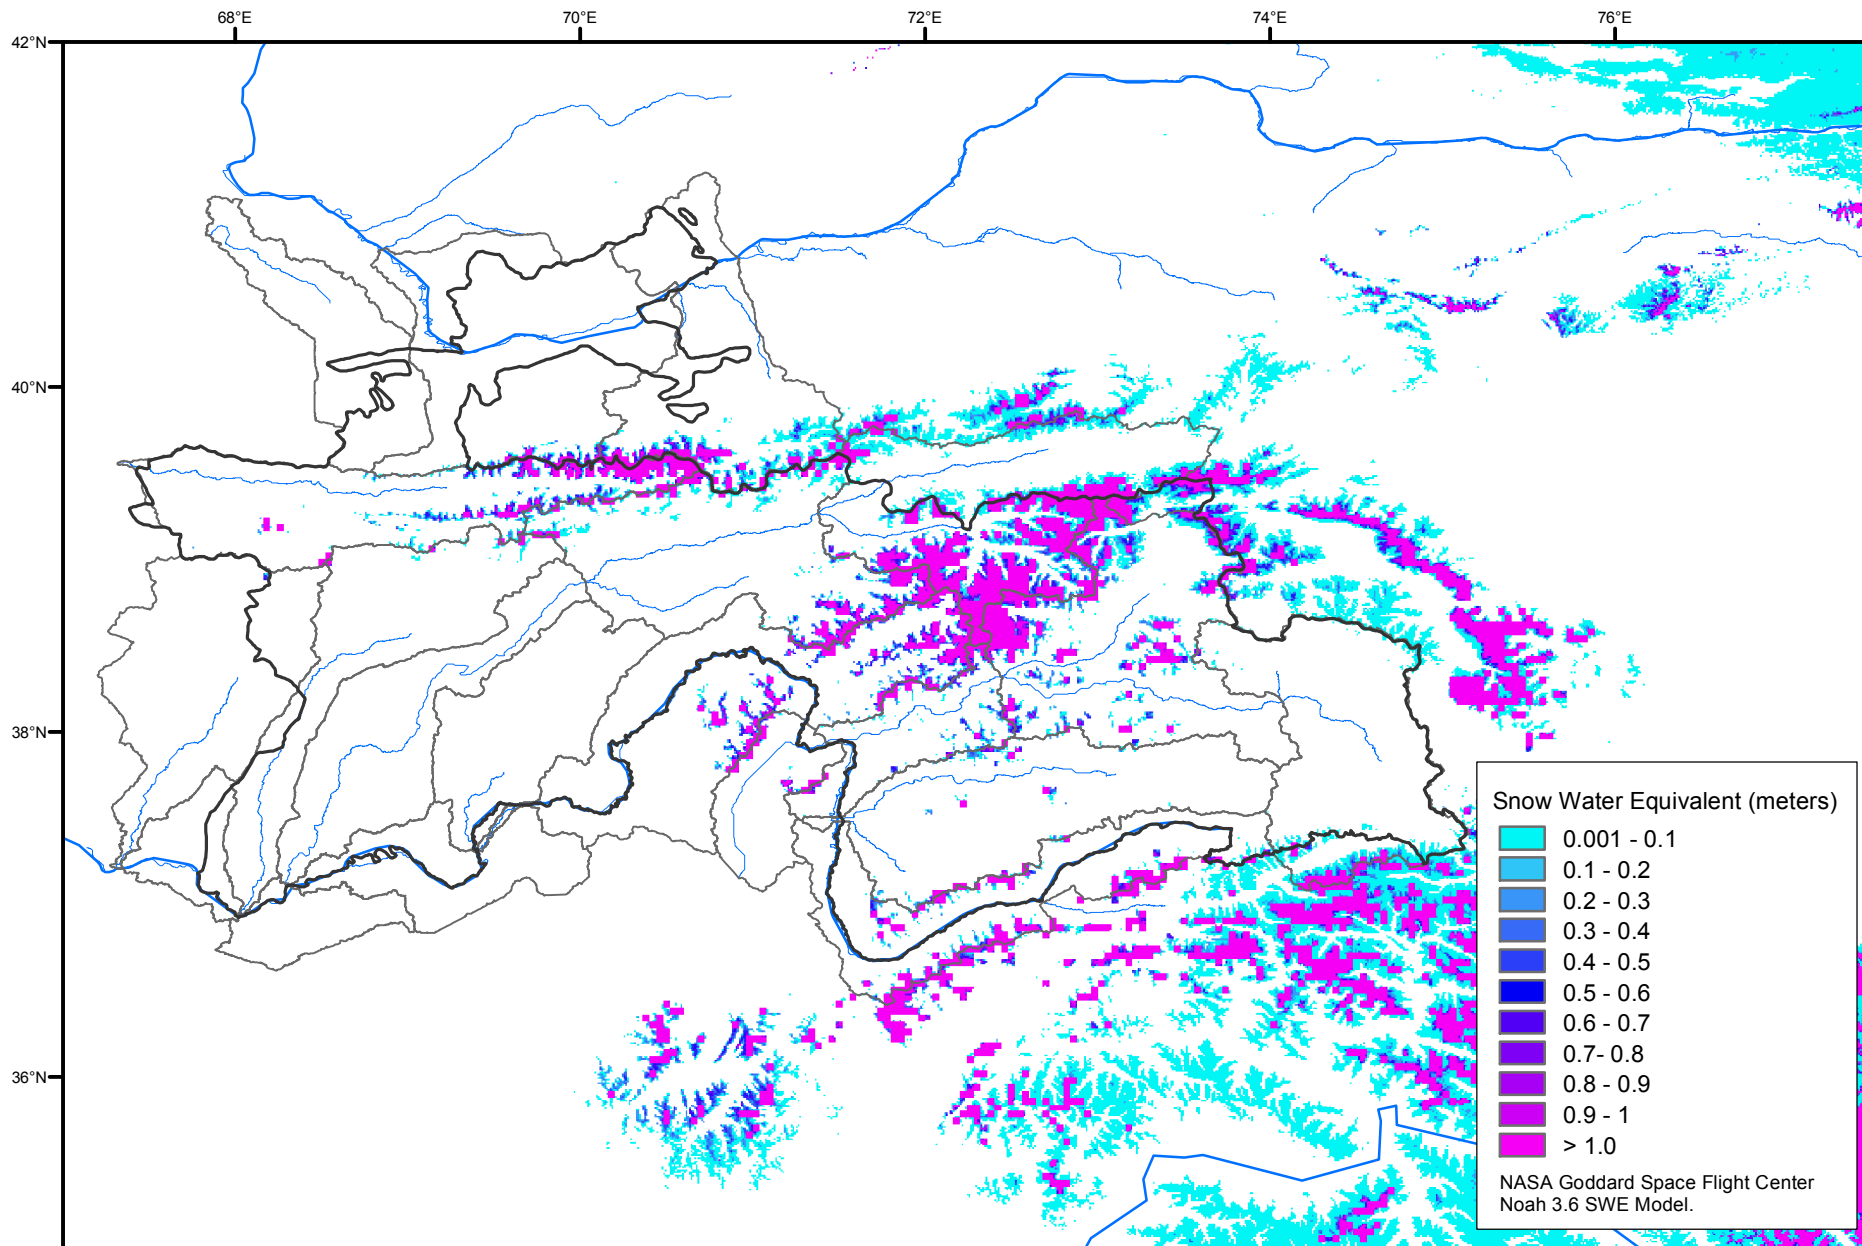 68°E 70°E 72°E 74°E 76°E
42°N
40°N
38°N
36°N
Snow Water Equivalent (meters)
0.001 - 0.1
0.1 - 0.2
0.2 - 0.3
0.3 - 0.4
0.4 - 0.5
0.5 - 0.6
0.6 - 0.7
0.7- 0.8
0.8 - 0.9
0.9 - 1
> 1.0
NASA Goddard Space Flight Center
Noah 3.6 SWE Model.